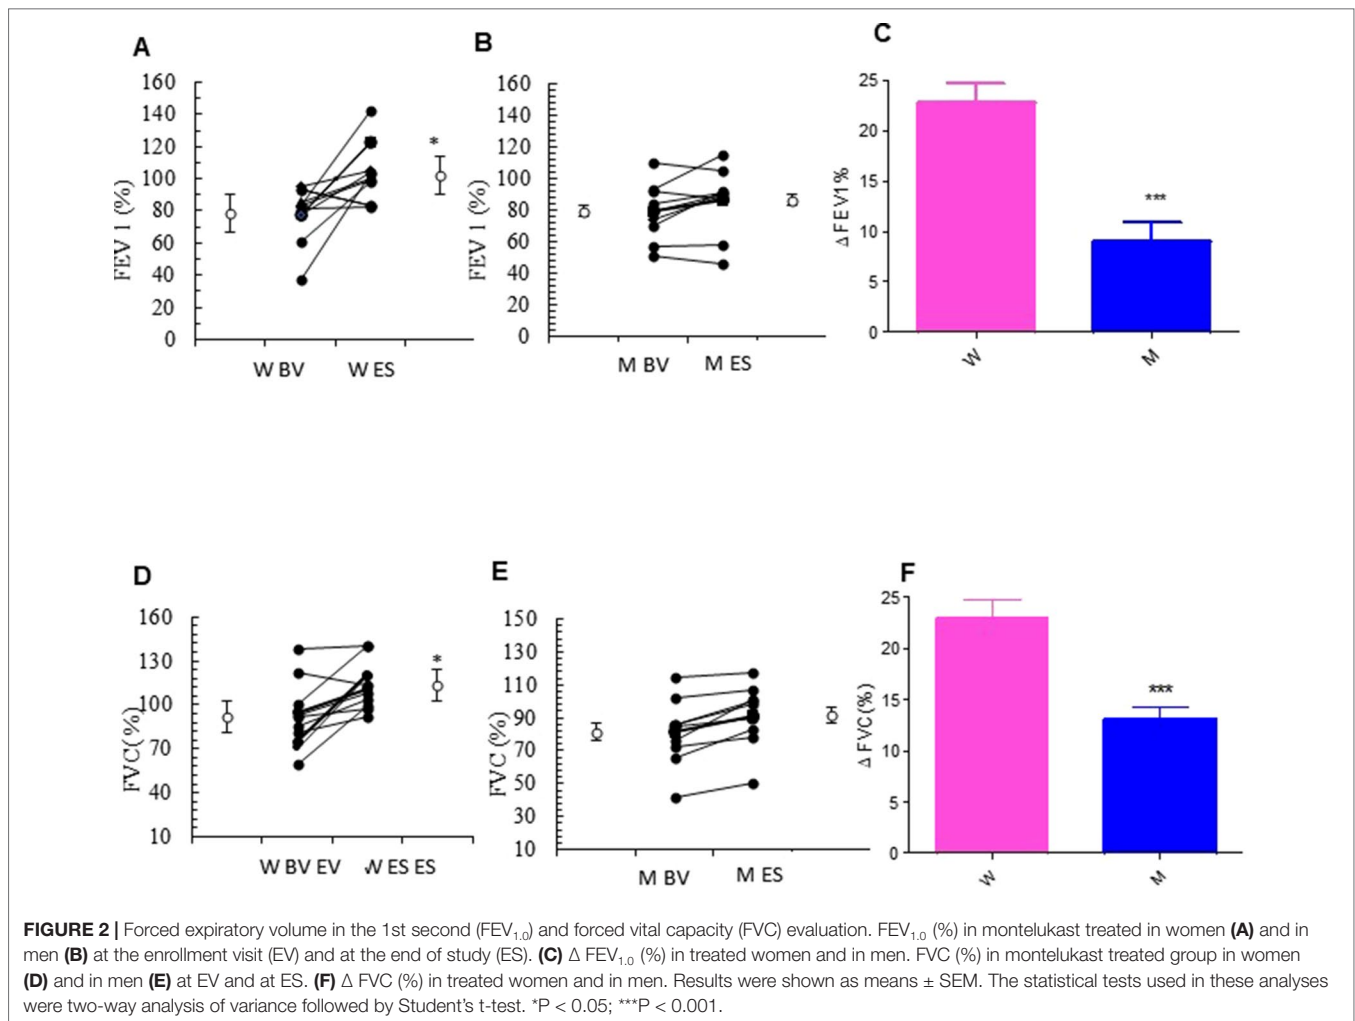 A
B
C
160
140
120
100
80
60
40
20
0
FEV 1 (%)
*
W BV
W ES
160
140
120
100
80
60
40
20
0
FEV 1 (%)
M BV
M ES
25
20
15
10
5
0
Δ FEV1%
***
W
M
D
E
F
160
130
100
70
40
10
FVC(%)
*
W BV EV
W ES ES
150
130
110
90
70
50
30
10
FVC (%)
M BV
M ES
25
20
15
10
5
0
Δ FVC(%)
***
W
M
FIGURE 2 | Forced expiratory volume in the 1st second (FEV1.0) and forced vital capacity (FVC) evaluation. FEV1.0 (%) in montelukast treated in women (A) and in
men (B) at the enrollment visit (EV) and at the end of study (ES). (C) Δ FEV1.0 (%) in treated women and in men. FVC (%) in montelukast treated group in women
(D) and in men (E) at EV and at ES. (F) Δ FVC (%) in treated women and in men. Results were shown as means ± SEM. The statistical tests used in these analyses
were two-way analysis of variance followed by Student’s t-test. *P < 0.05; ***P < 0.001.